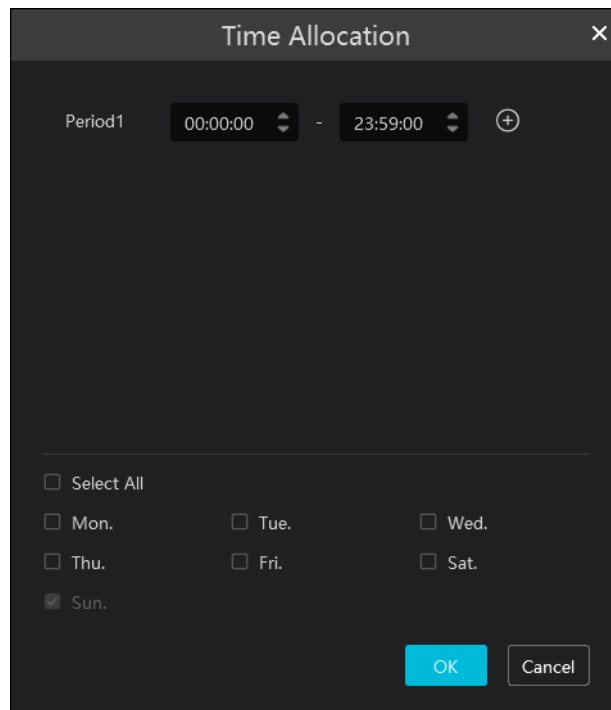 Time Allocation
Period1 00:00:00 - 23:59:00
Select All
Mon. Tue. Wed.
Thu. Fri. Sat.
Sun.
OK Cancel